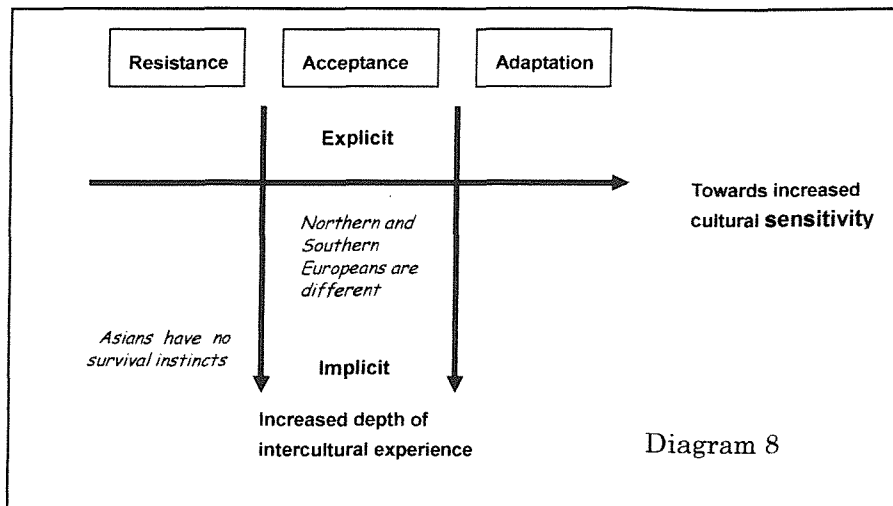 Resistance
Acceptance
Adaptation
Explicit
Towards increased
cultural sensitivity
Northern and
Southern
Europeans are
different
Asians have no
survival instincts
Implicit
Increased depth of
intercultural experience
Diagram 8